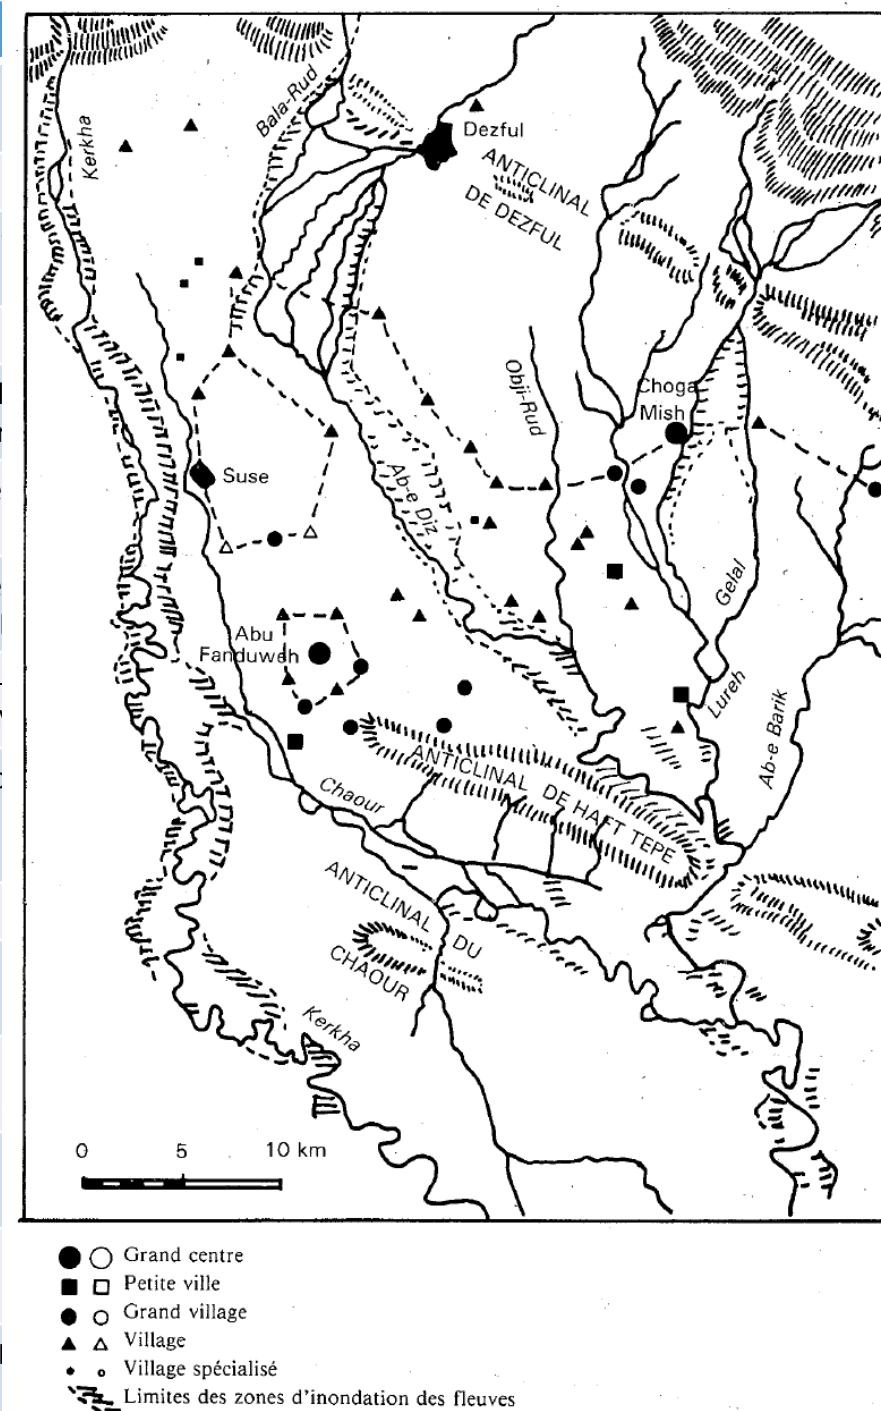 Kerkha
Bala-Rud
Dezful
ANTICLINAL
DE DEZFUL
Obji-Rud
Choga
Mish
Suse
Ab-e Diz
Gelal
Abu
Fanduweh
Lureh
Ab-e Barik
ANTICLINAL DE HAFT TEPE
Chaour
ANTICLINAL DU
CHAOUR
Kerkha
0 5 10 km
Grand centre
Petite ville
Grand village
Village
Village spécialisé
Limites des zones d'inondation des fleuves